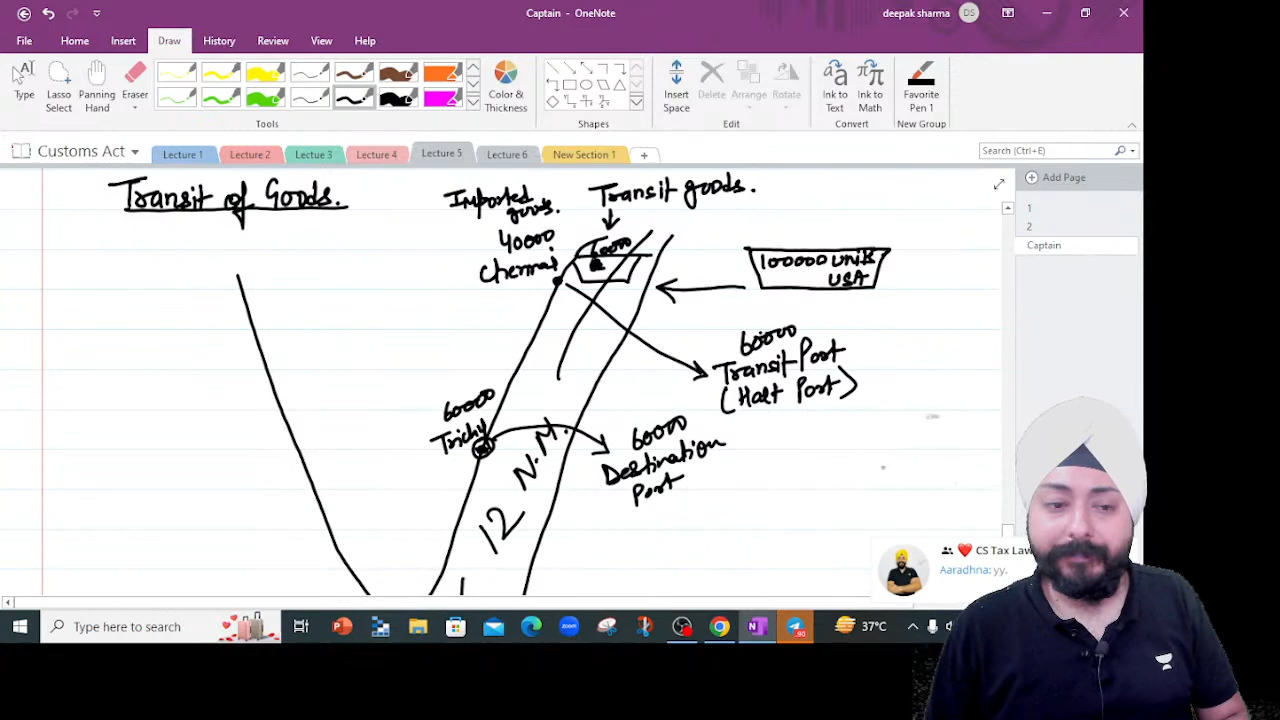 Captain - OneNote
deepak sharma
DS
File Home Insert Draw History Review View Help
Type
Lasso Select
Panning Hand
Eraser
Color & Thickness
Insert Space
Delete
Arrange
Rotate
Ink to Text
Ink to Math
Favorite Pen 1
Tools
Shapes
Edit
Convert
New Group
Customs Act
Lecture 1
Lecture 2
Lectue 3
Lecture 4
Lecture 5
Lecture 6
New Section 1
Search (Ctrl+E)
Add Page
1
2
Captain
Transit of Goods.
Imported goods.
40000
Chennai
Transit goods.
60000
100000 units
USA
60000
Transit Port
(Halt Port)
60000
Trichy
60000
Destination
Port
12 N.M.
CS Tax Law
Aaradhna: yy.
Type here to search
90
37°C